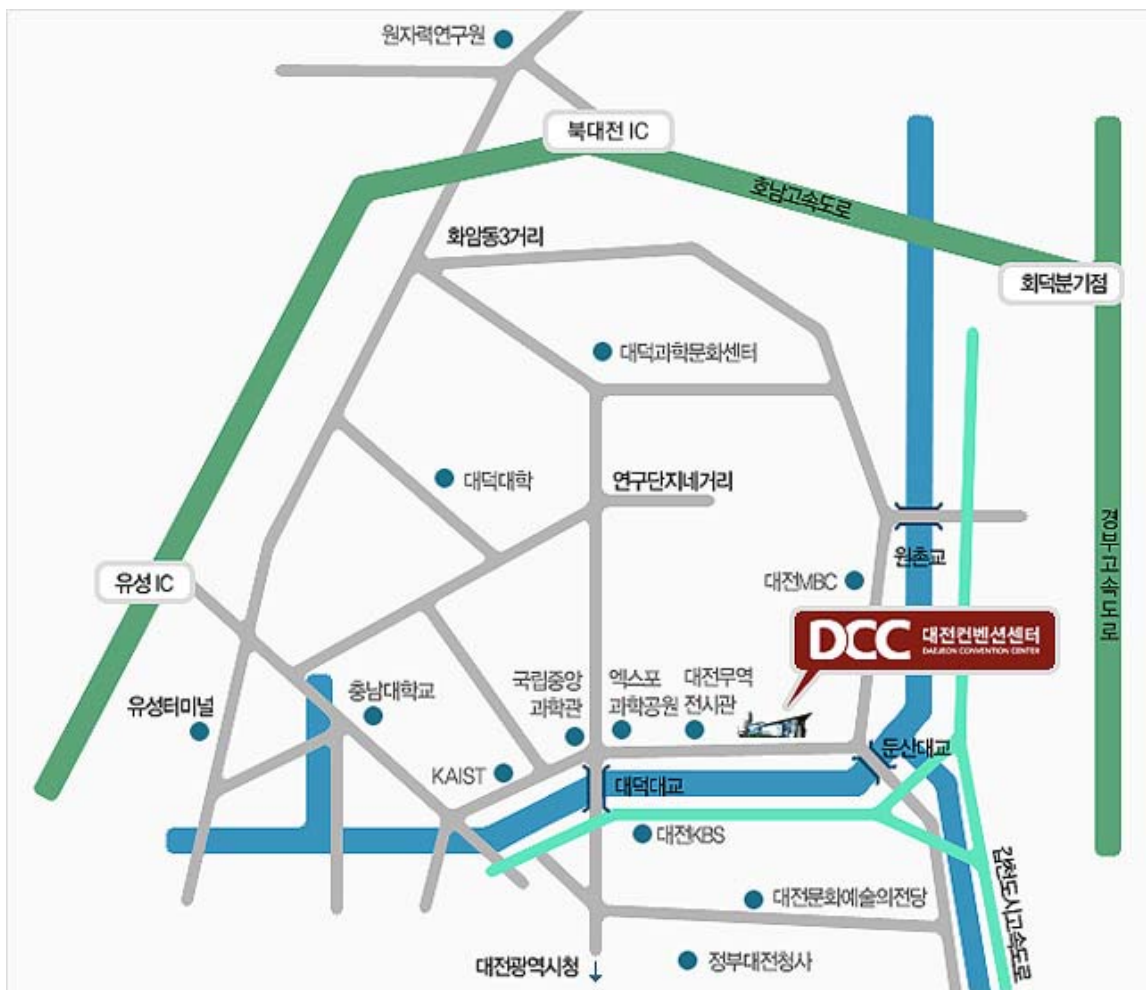 원자력연구원
북대전 IC
호남고속도로
화암동3거리
회덕분기점
대덕과학문화센터
대덕대학
연구단지네거리
경부고속도로
원촌교
유성 IC
대전MBC
DCC 대전컨벤션센터
DAEJEON CONVENTION CENTER
충남대학교
국립중앙
과학관
엑스포
과학공원
대전무역
전시관
유성터미널
둔산대교
KAIST
대덕대교
대전KBS
갑천도시고속도로
대전문화예술의전당
대전광역시청
정부대전청사